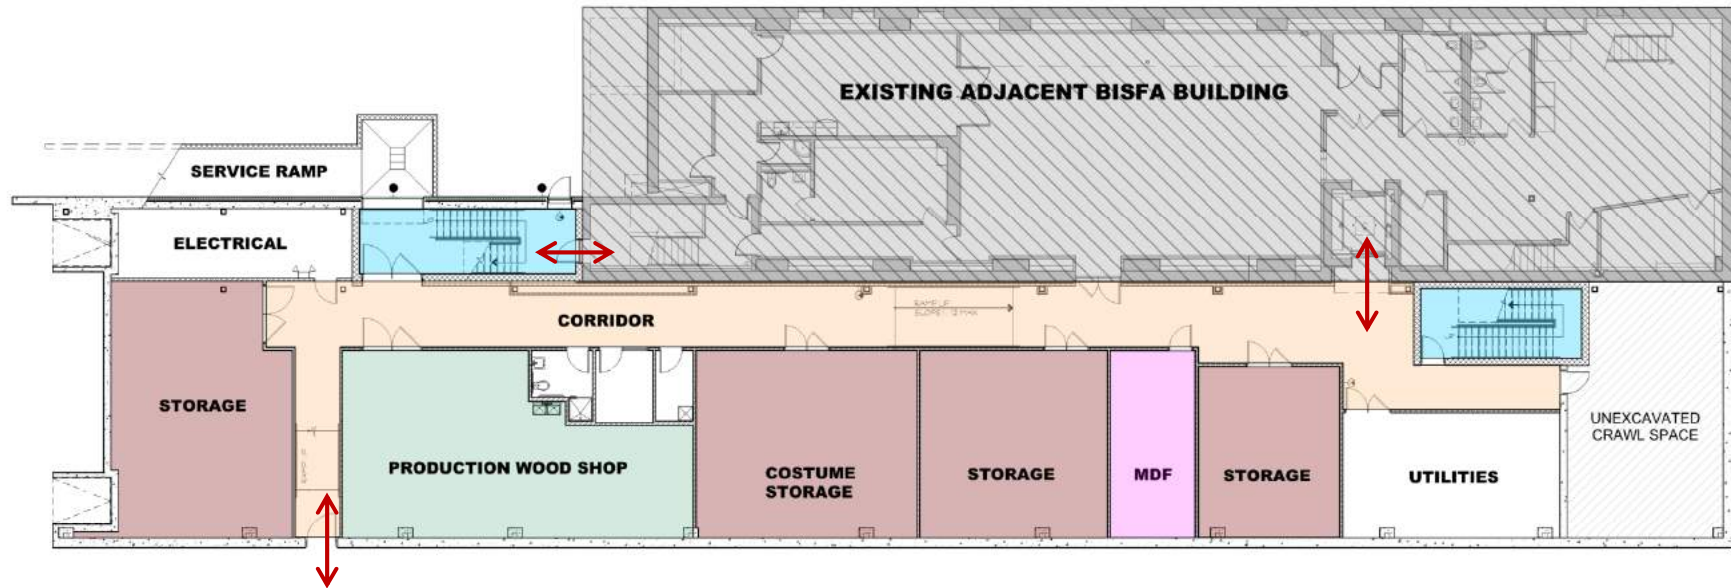 EXISTING ADJACENT BISFA BUILDING
SERVICE RAMP
ELECTRICAL
CORRIDOR
STORAGE
PRODUCTION WOOD SHOP
COSTUME
STORAGE
STORAGE
MDF
STORAGE
UTILITIES
UNEXCAVATED
CRAWL SPACE